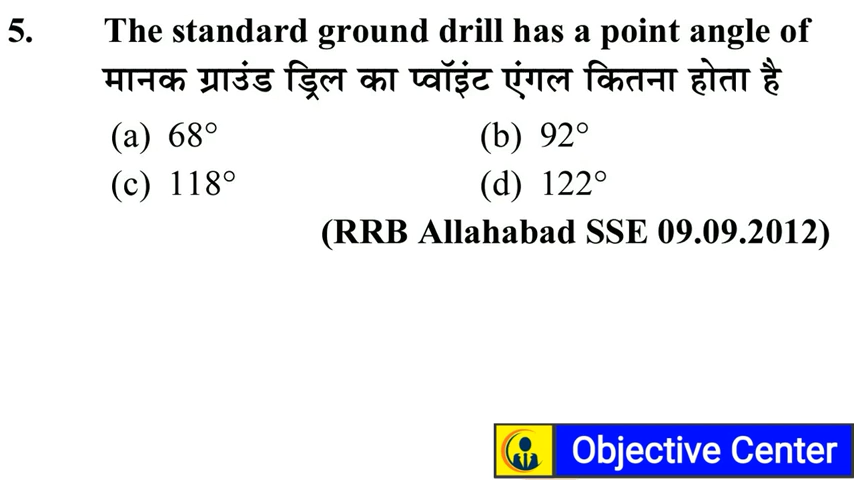 5. The standard ground drill has a point angle of
मानक ग्राउंड ड्रिल का प्वॉइंट एंगल कितना होता है
(a) 68° (b) 92°
(c) 118° (d) 122°
(RRB Allahabad SSE 09.09.2012)
Objective Center